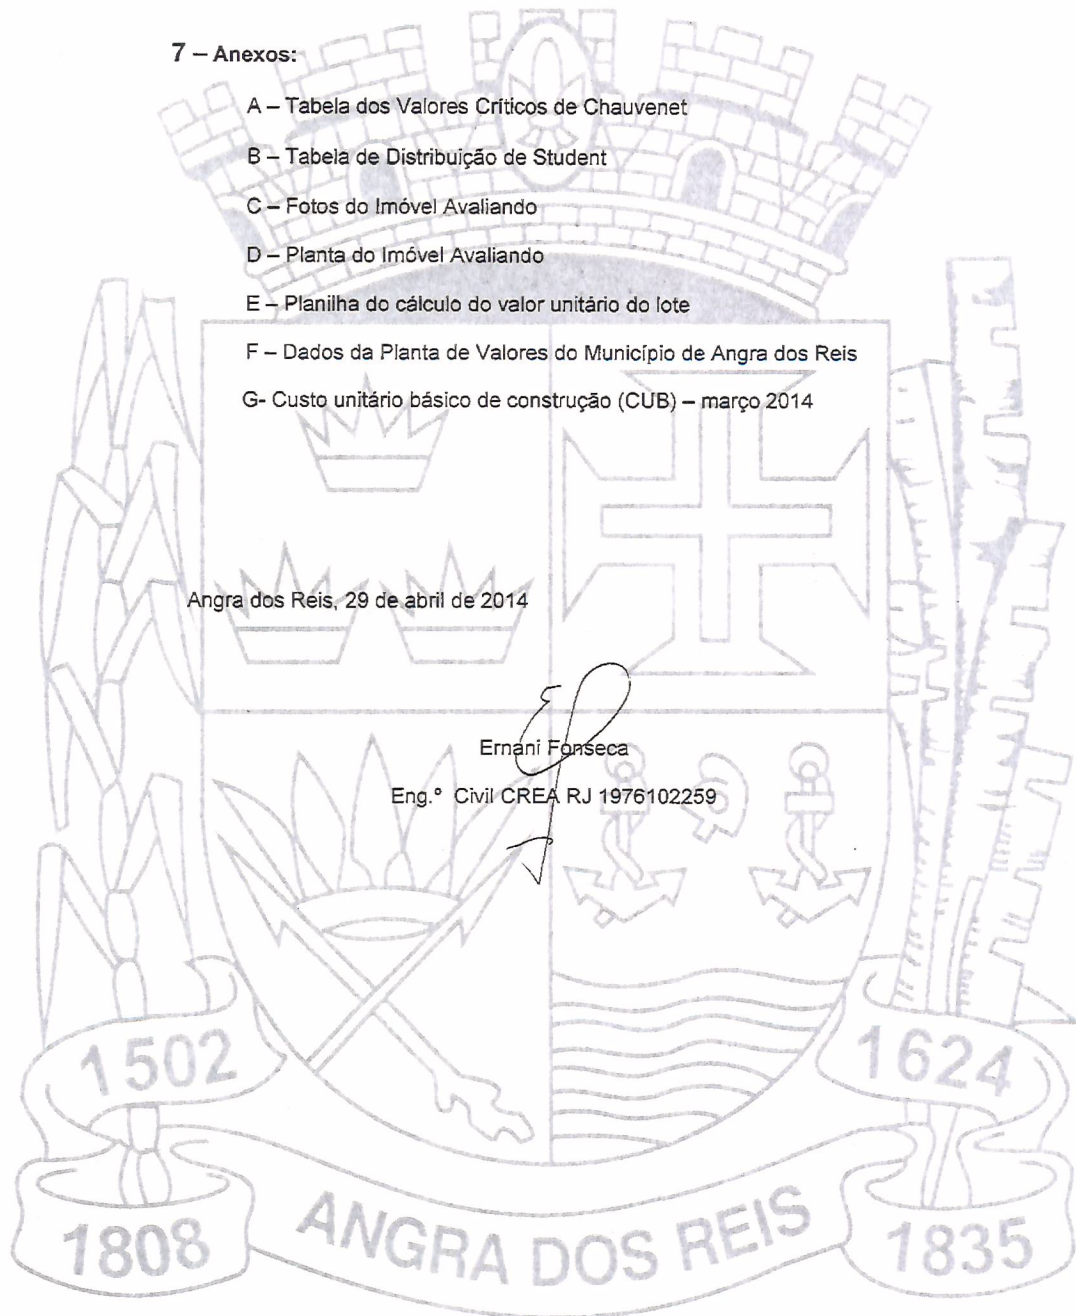 7 – Anexos:
A – Tabela dos Valores Críticos de Chauvenet
B – Tabela de Distribuição de Student
C – Fotos do Imóvel Avaliando
D – Planta do Imóvel Avaliando
E – Planilha do cálculo do valor unitário do lote
F – Dados da Planta de Valores do Município de Angra dos Reis
G- Custo unitário básico de construção (CUB) – março 2014
Angra dos Reis, 29 de abril de 2014
Ernani Fonseca
Eng.º Civil CREA RJ 1976102259
1502
1624
1808
ANGRA DOS REIS
1835